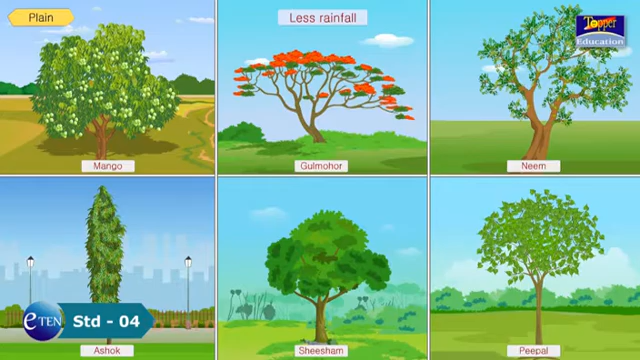 Plain
Less rainfall
Topper
Education
Mango
Gulmohor
Neem
eTEN
Std - 04
Ashok
Sheesham
Peepal